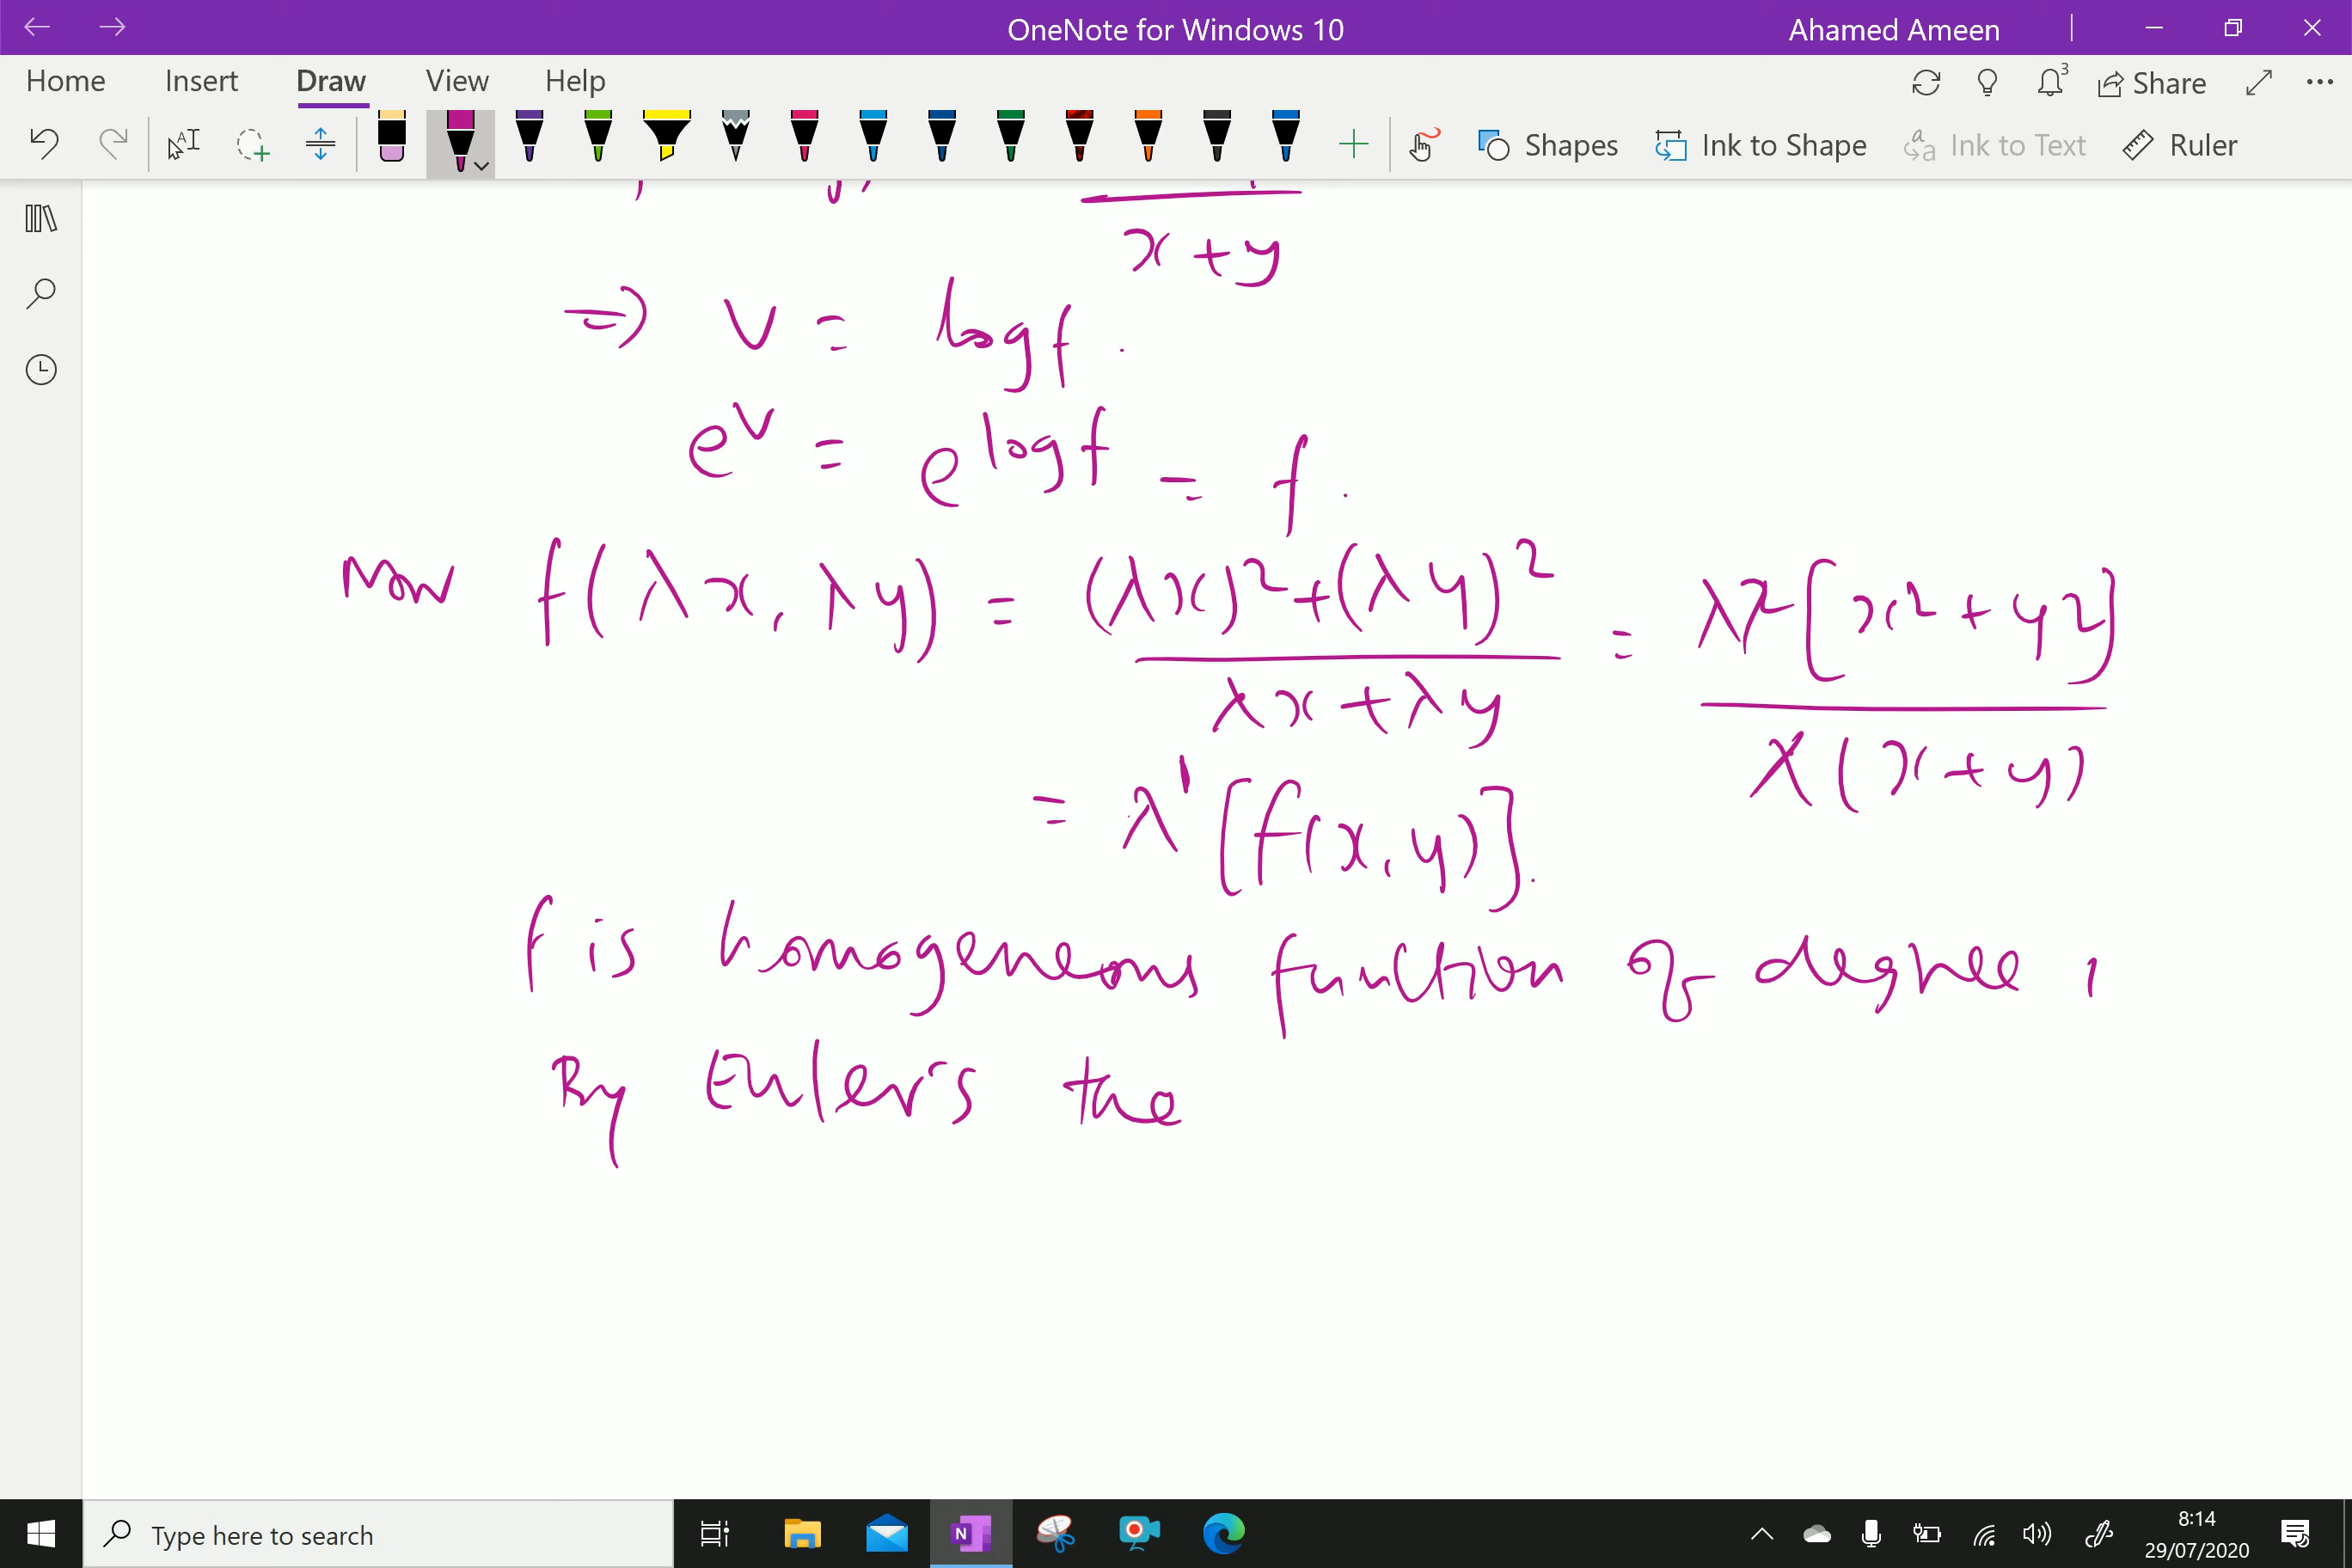 OneNote for Windows 10
Ahamed Ameen
Home Insert Draw View Help
3
Share
Shapes Ink to Shape Ink to Text Ruler
x + y
⇒ v = log f .
e^v = e^{log f} = f .
Now f(λx, λy) = ((λx)² + (λy)²) / (λx + λy) = λ²[x² + y²] / λ(x + y)
= λ¹ [f(x, y)].
f is homogeneous function of degree 1
By Euler's the
Type here to search
8:14
29/07/2020